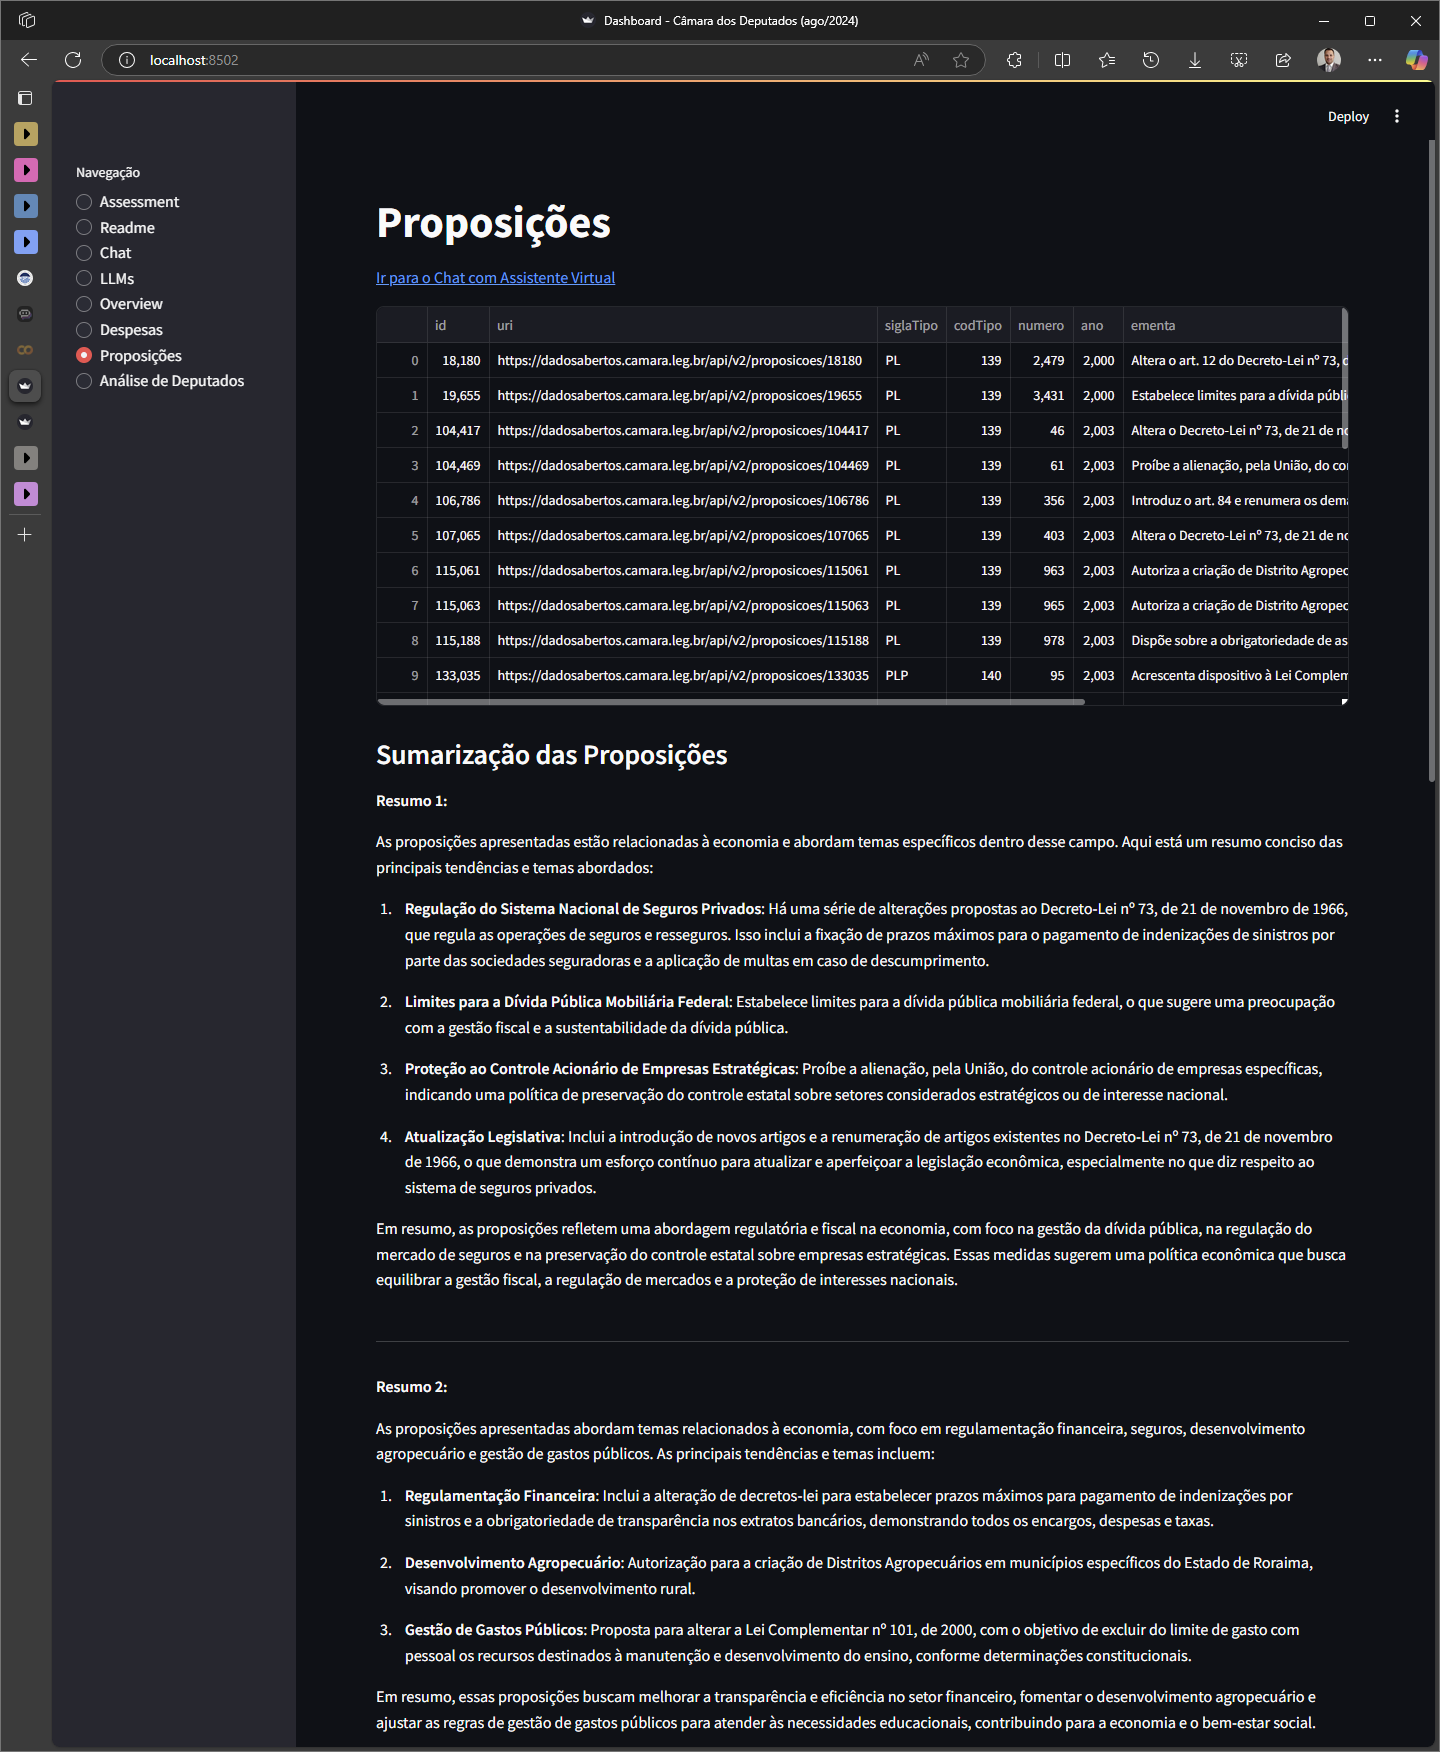 Dashboard - Câmara dos Deputados (ago/2024)
localhost:8502
Deploy
Navegação
Assessment
Readme
Chat
LLMs
Overview
Despesas
Proposições
Análise de Deputados
Proposições
Ir para o Chat com Assistente Virtual
id uri siglaTipo codTipo numero ano ementa
0 18,180 https://dadosabertos.camara.leg.br/api/v2/proposicoes/18180 PL 139 2,479 2,000 Altera o art. 12 do Decreto-Lei nº 73,
1 19,655 https://dadosabertos.camara.leg.br/api/v2/proposicoes/19655 PL 139 3,431 2,000 Estabelece limites para a dívida públi
2 104,417 https://dadosabertos.camara.leg.br/api/v2/proposicoes/104417 PL 139 46 2,003 Altera o Decreto-Lei nº 73, de 21 de no
3 104,469 https://dadosabertos.camara.leg.br/api/v2/proposicoes/104469 PL 139 61 2,003 Proíbe a alienação, pela União, do co
4 106,786 https://dadosabertos.camara.leg.br/api/v2/proposicoes/106786 PL 139 356 2,003 Introduz o art. 84 e renumera os dema
5 107,065 https://dadosabertos.camara.leg.br/api/v2/proposicoes/107065 PL 139 403 2,003 Altera o Decreto-Lei nº 73, de 21 de no
6 115,061 https://dadosabertos.camara.leg.br/api/v2/proposicoes/115061 PL 139 963 2,003 Autoriza a criação de Distrito Agropec
7 115,063 https://dadosabertos.camara.leg.br/api/v2/proposicoes/115063 PL 139 965 2,003 Autoriza a criação de Distrito Agropec
8 115,188 https://dadosabertos.camara.leg.br/api/v2/proposicoes/115188 PL 139 978 2,003 Dispõe sobre a obrigatoriedade de as
9 133,035 https://dadosabertos.camara.leg.br/api/v2/proposicoes/133035 PLP 140 95 2,003 Acrescenta dispositivo à Lei Complem
Sumarização das Proposições
Resumo 1:
As proposições apresentadas estão relacionadas à economia e abordam temas específicos dentro desse campo. Aqui está um resumo conciso das
principais tendências e temas abordados:
1. Regulação do Sistema Nacional de Seguros Privados: Há uma série de alterações propostas ao Decreto-Lei nº 73, de 21 de novembro de 1966,
que regula as operações de seguros e resseguros. Isso inclui a fixação de prazos máximos para o pagamento de indenizações de sinistros por
parte das sociedades seguradoras e a aplicação de multas em caso de descumprimento.
2. Limites para a Dívida Pública Mobiliária Federal: Estabelece limites para a dívida pública mobiliária federal, o que sugere uma preocupação
com a gestão fiscal e a sustentabilidade da dívida pública.
3. Proteção ao Controle Acionário de Empresas Estratégicas: Proíbe a alienação, pela União, do controle acionário de empresas específicas,
indicando uma política de preservação do controle estatal sobre setores considerados estratégicos ou de interesse nacional.
4. Atualização Legislativa: Inclui a introdução de novos artigos e a renumeração de artigos existentes no Decreto-Lei nº 73, de 21 de novembro
de 1966, o que demonstra um esforço contínuo para atualizar e aperfeiçoar a legislação econômica, especialmente no que diz respeito ao
sistema de seguros privados.
Em resumo, as proposições refletem uma abordagem regulatória e fiscal na economia, com foco na gestão da dívida pública, na regulação do
mercado de seguros e na preservação do controle estatal sobre empresas estratégicas. Essas medidas sugerem uma política econômica que busca
equilibrar a gestão fiscal, a regulação de mercados e a proteção de interesses nacionais.
Resumo 2:
As proposições apresentadas abordam temas relacionados à economia, com foco em regulamentação financeira, seguros, desenvolvimento
agropecuário e gestão de gastos públicos. As principais tendências e temas incluem:
1. Regulamentação Financeira: Inclui a alteração de decretos-lei para estabelecer prazos máximos para pagamento de indenizações por
sinistros e a obrigatoriedade de transparência nos extratos bancários, demonstrando todos os encargos, despesas e taxas.
2. Desenvolvimento Agropecuário: Autorização para a criação de Distritos Agropecuários em municípios específicos do Estado de Roraima,
visando promover o desenvolvimento rural.
3. Gestão de Gastos Públicos: Proposta para alterar a Lei Complementar nº 101, de 2000, com o objetivo de excluir do limite de gasto com
pessoal os recursos destinados à manutenção e desenvolvimento do ensino, conforme determinações constitucionais.
Em resumo, essas proposições buscam melhorar a transparência e eficiência no setor financeiro, fomentar o desenvolvimento agropecuário e
ajustar as regras de gestão de gastos públicos para atender às necessidades educacionais, contribuindo para a economia e o bem-estar social.